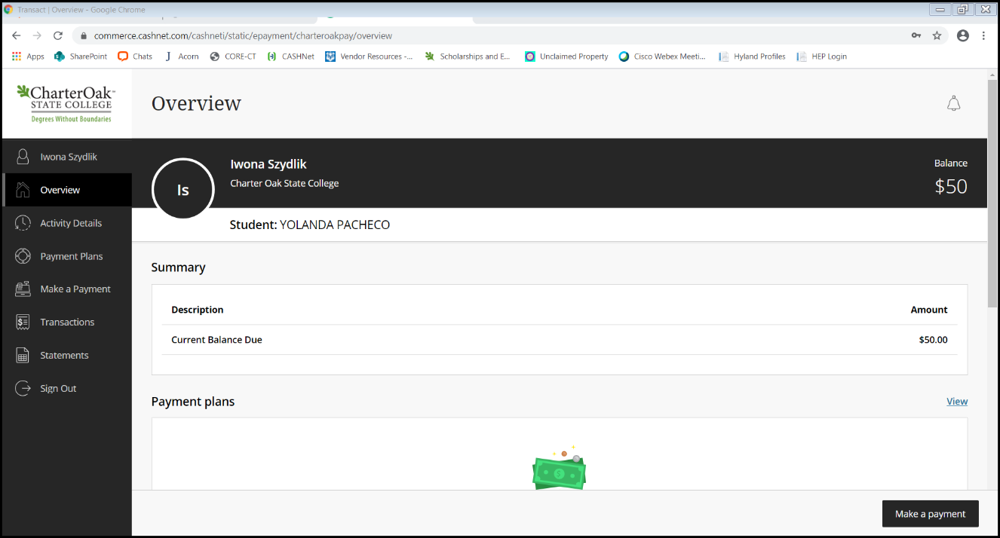 Transact | Overview - Google Chrome
commerce.cashnet.com/cashneti/static/epayment/charteroakpay/overview
Apps SharePoint Chats J Acorn CORE-CT CASHNet Vendor Resources -... Scholarships and E... Unclaimed Property Cisco Webex Meeti... Hyland Profiles HEP Login
CharterOak
STATE COLLEGE
Degrees Without Boundaries
Overview
Iwona Szydlik
Overview
Activity Details
Payment Plans
Make a Payment
Transactions
Statements
Sign Out
Is
Iwona Szydlik
Charter Oak State College
Balance
$50
Student: YOLANDA PACHECO
Summary
Description Amount
Current Balance Due $50.00
Payment plans View
$
Make a payment